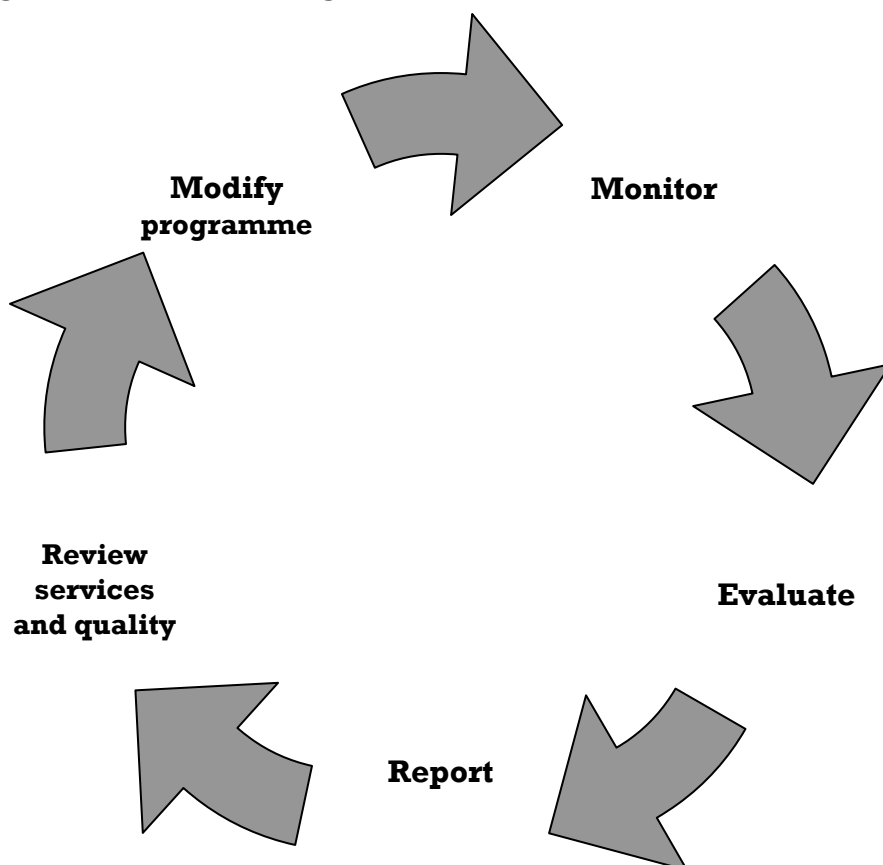 Modify
programme
Monitor
Evaluate
Report
Review
services
and quality